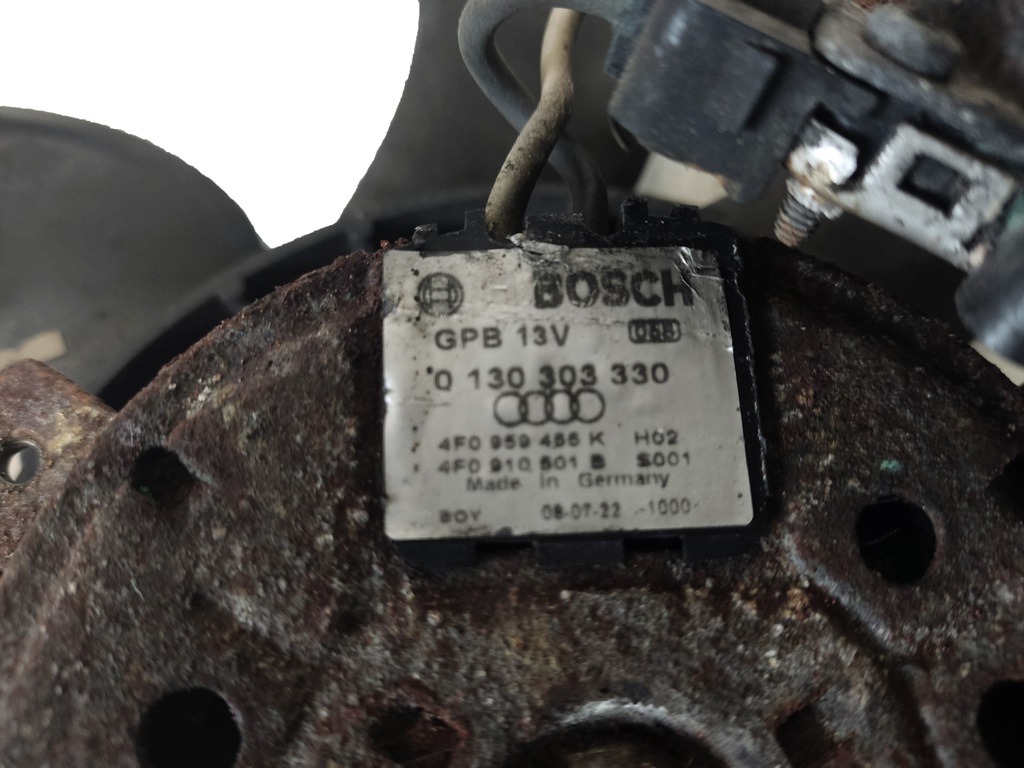 BOSCH
GPB 13V 068
0 130 303 330
4F0 959 455 K H02
4F0 910 501 B S001
Made in Germany
BOY 08-07-22 -1000-